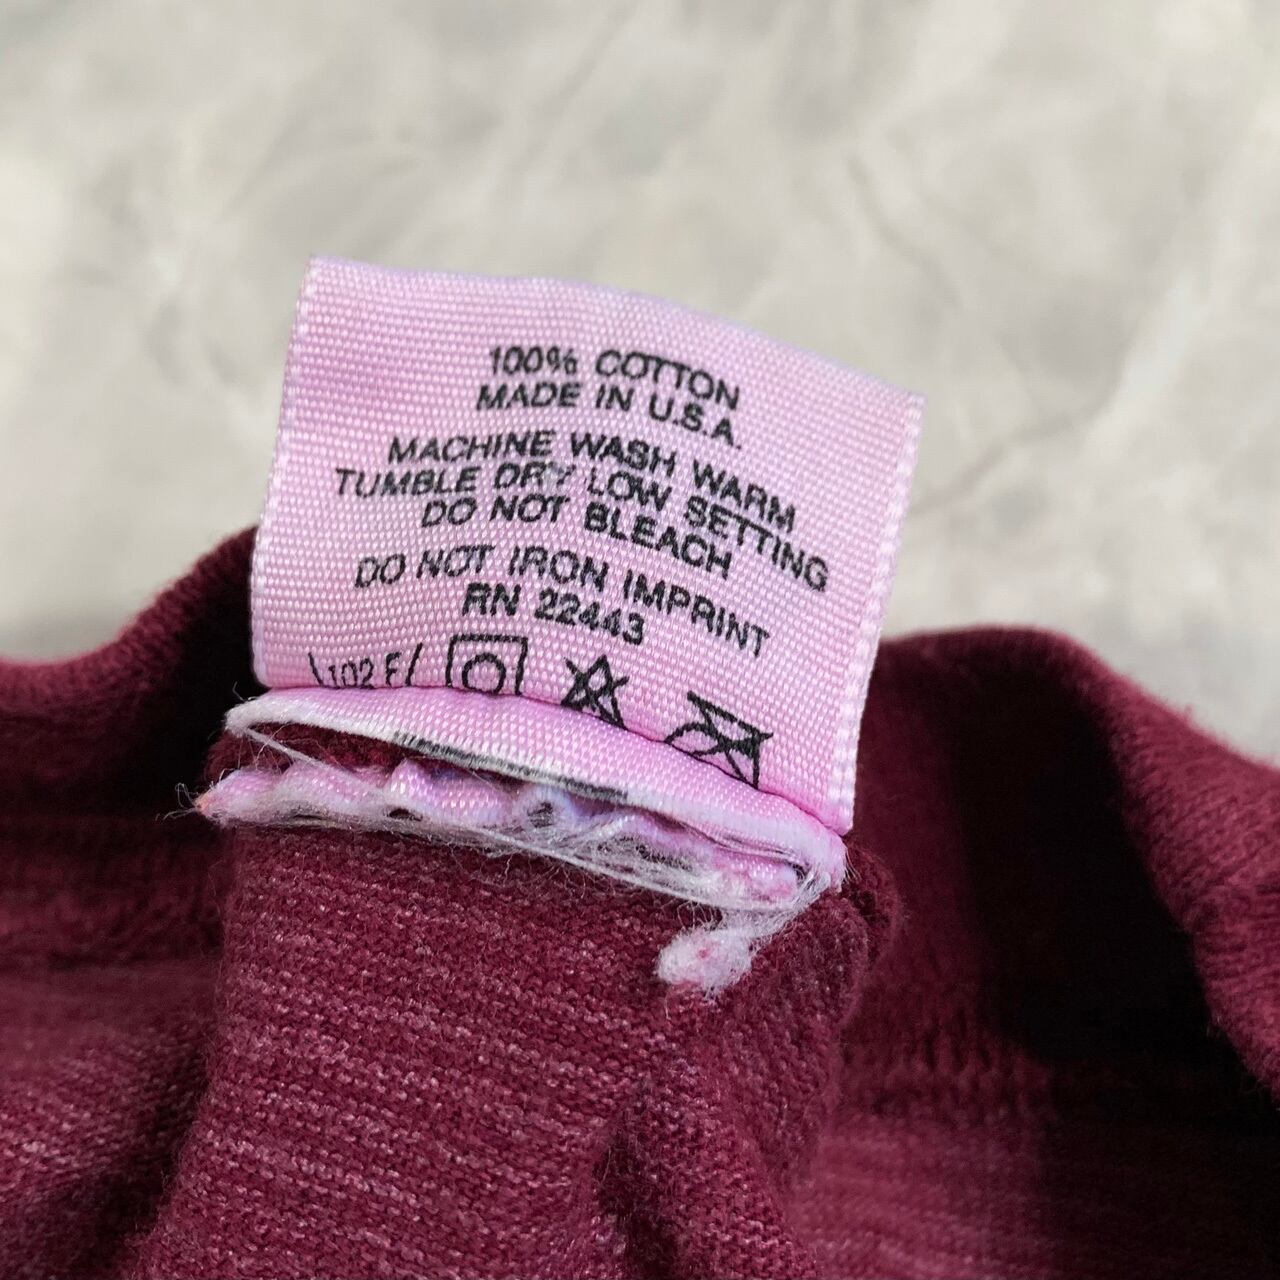 100% COTTON
MADE IN U.S.A.
MACHINE WASH WARM
TUMBLE DRY LOW SETTING
DO NOT BLEACH
DO NOT IRON IMPRINT
RN 22443
102 F